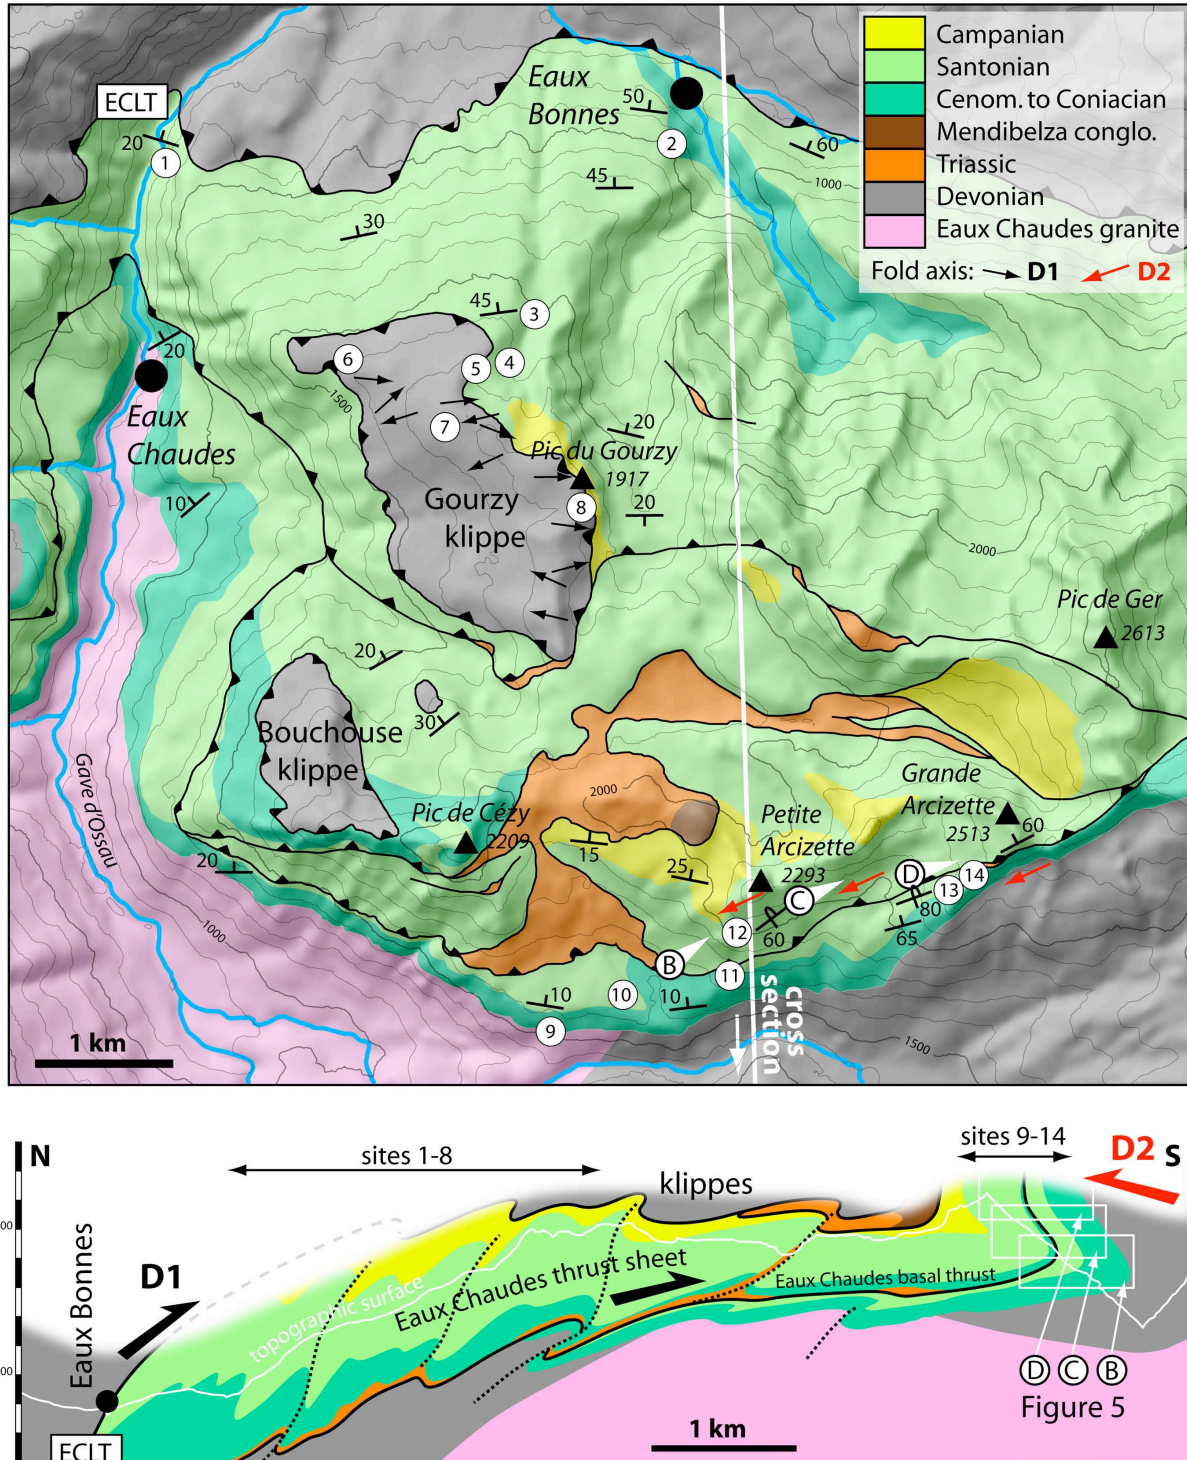 Campanian
Santonian
Cenom. to Coniacian
Mendibelza conglo.
Triassic
Devonian
Eaux Chaudes granite
Fold axis: D1 D2
ECLT
20
1
Eaux
Bonnes
50
2
60
45
1000
30
45
3
4
5
6
1500
7
20
Eaux
Chaudes
20
Pic du Gourzy
1917
10
Gourzy
klippe
8
20
2000
Pic de Ger
2613
20
30
Bouchouse
klippe
Gave d'Ossau
Pic de Cézy
2209
2000
15
25
Petite
Arcizette
2293
Grande
Arcizette
2513
60
20
D
14
13
C
80
65
12
60
B
11
10
10
10
9
1000
1500
cross
section
1 km
N
sites 1-8
sites 9-14
D2
S
klippes
00
D1
Eaux Bonnes
topographic surface
Eaux Chaudes thrust sheet
Eaux Chaudes basal thrust
00
D
C
B
Figure 5
1 km
ECLT